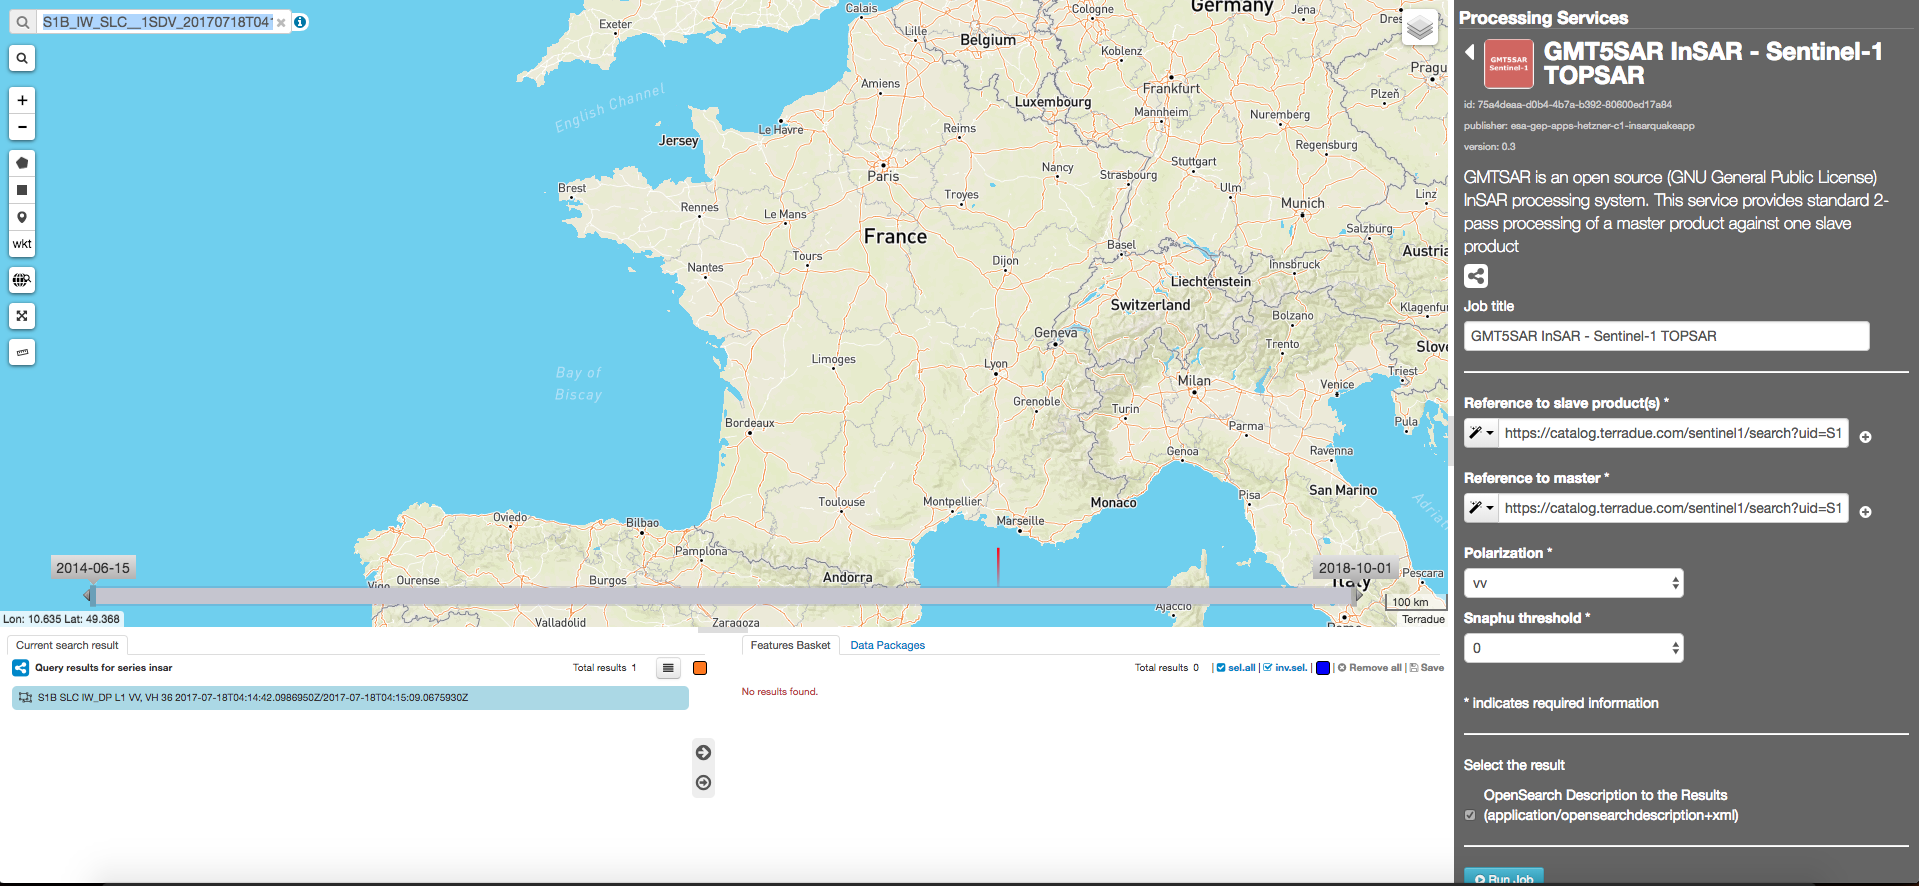 S1B_IW_SLC__1SDV_20170718T04
wkt
Exeter
Calais
Cologne
Germany
Jena
Lille
Belgium
Koblenz
English Channel
Amiens
Frankfurt
Luxembourg
Plzeň
Mannheim
Nuremberg
Jersey
Le Havre
Reims
Regensburg
Paris
Nancy
Strasbourg
Stuttgart
Brest
Troyes
Ulm
Linz
Rennes
Le Mans
Munich
France
Salzburg
Basel
Tours
Dijon
Nantes
Innsbruck
Liechtenstein
Switzerland
Bolzano
Geneva
Limoges
Lyon
Trento
Bay of
Biscay
Triest
Milan
Venice
Grenoble
Turin
Pula
Bordeaux
Parma
Genoa
Ravenna
San Marino
Toulouse
Montpellier
Monaco
Pisa
Oviedo
Bilbao
Marseille
Pamplona
2014-06-15
2018-10-01
Ourense
Burgos
Andorra
Pescara
Italy
100 km
Ajaccio
Lon: 10.635 Lat: 49.368
Valladolid
Zaragoza
Terradue
Current search result
Query results for series insar
Total results 1
S1B SLC IW_DP L1 VV, VH 36 2017-07-18T04:14:42.0986950Z/2017-07-18T04:15:09.0675930Z
Features Basket
Data Packages
Total results 0 | sel.all | inv.sel. | | Remove all | Save
No results found.
Processing Services
GMT5SAR
Sentinel-1
GMT5SAR InSAR - Sentinel-1
TOPSAR
id: 75a4deaa-d0b4-4b7a-b392-80600ed17a84
publisher: esa-gep-apps-hetzner-c1-insarquakeapp
version: 0.3
GMTSAR is an open source (GNU General Public License)
InSAR processing system. This service provides standard 2-
pass processing of a master product against one slave
product
Job title
GMT5SAR InSAR - Sentinel-1 TOPSAR
Reference to slave product(s) *
https://catalog.terradue.com/sentinel1/search?uid=S1
Reference to master *
https://catalog.terradue.com/sentinel1/search?uid=S1
Polarization *
vv
Snaphu threshold *
0
* indicates required information
Select the result
OpenSearch Description to the Results
(application/opensearchdescription+xml)
Run Job